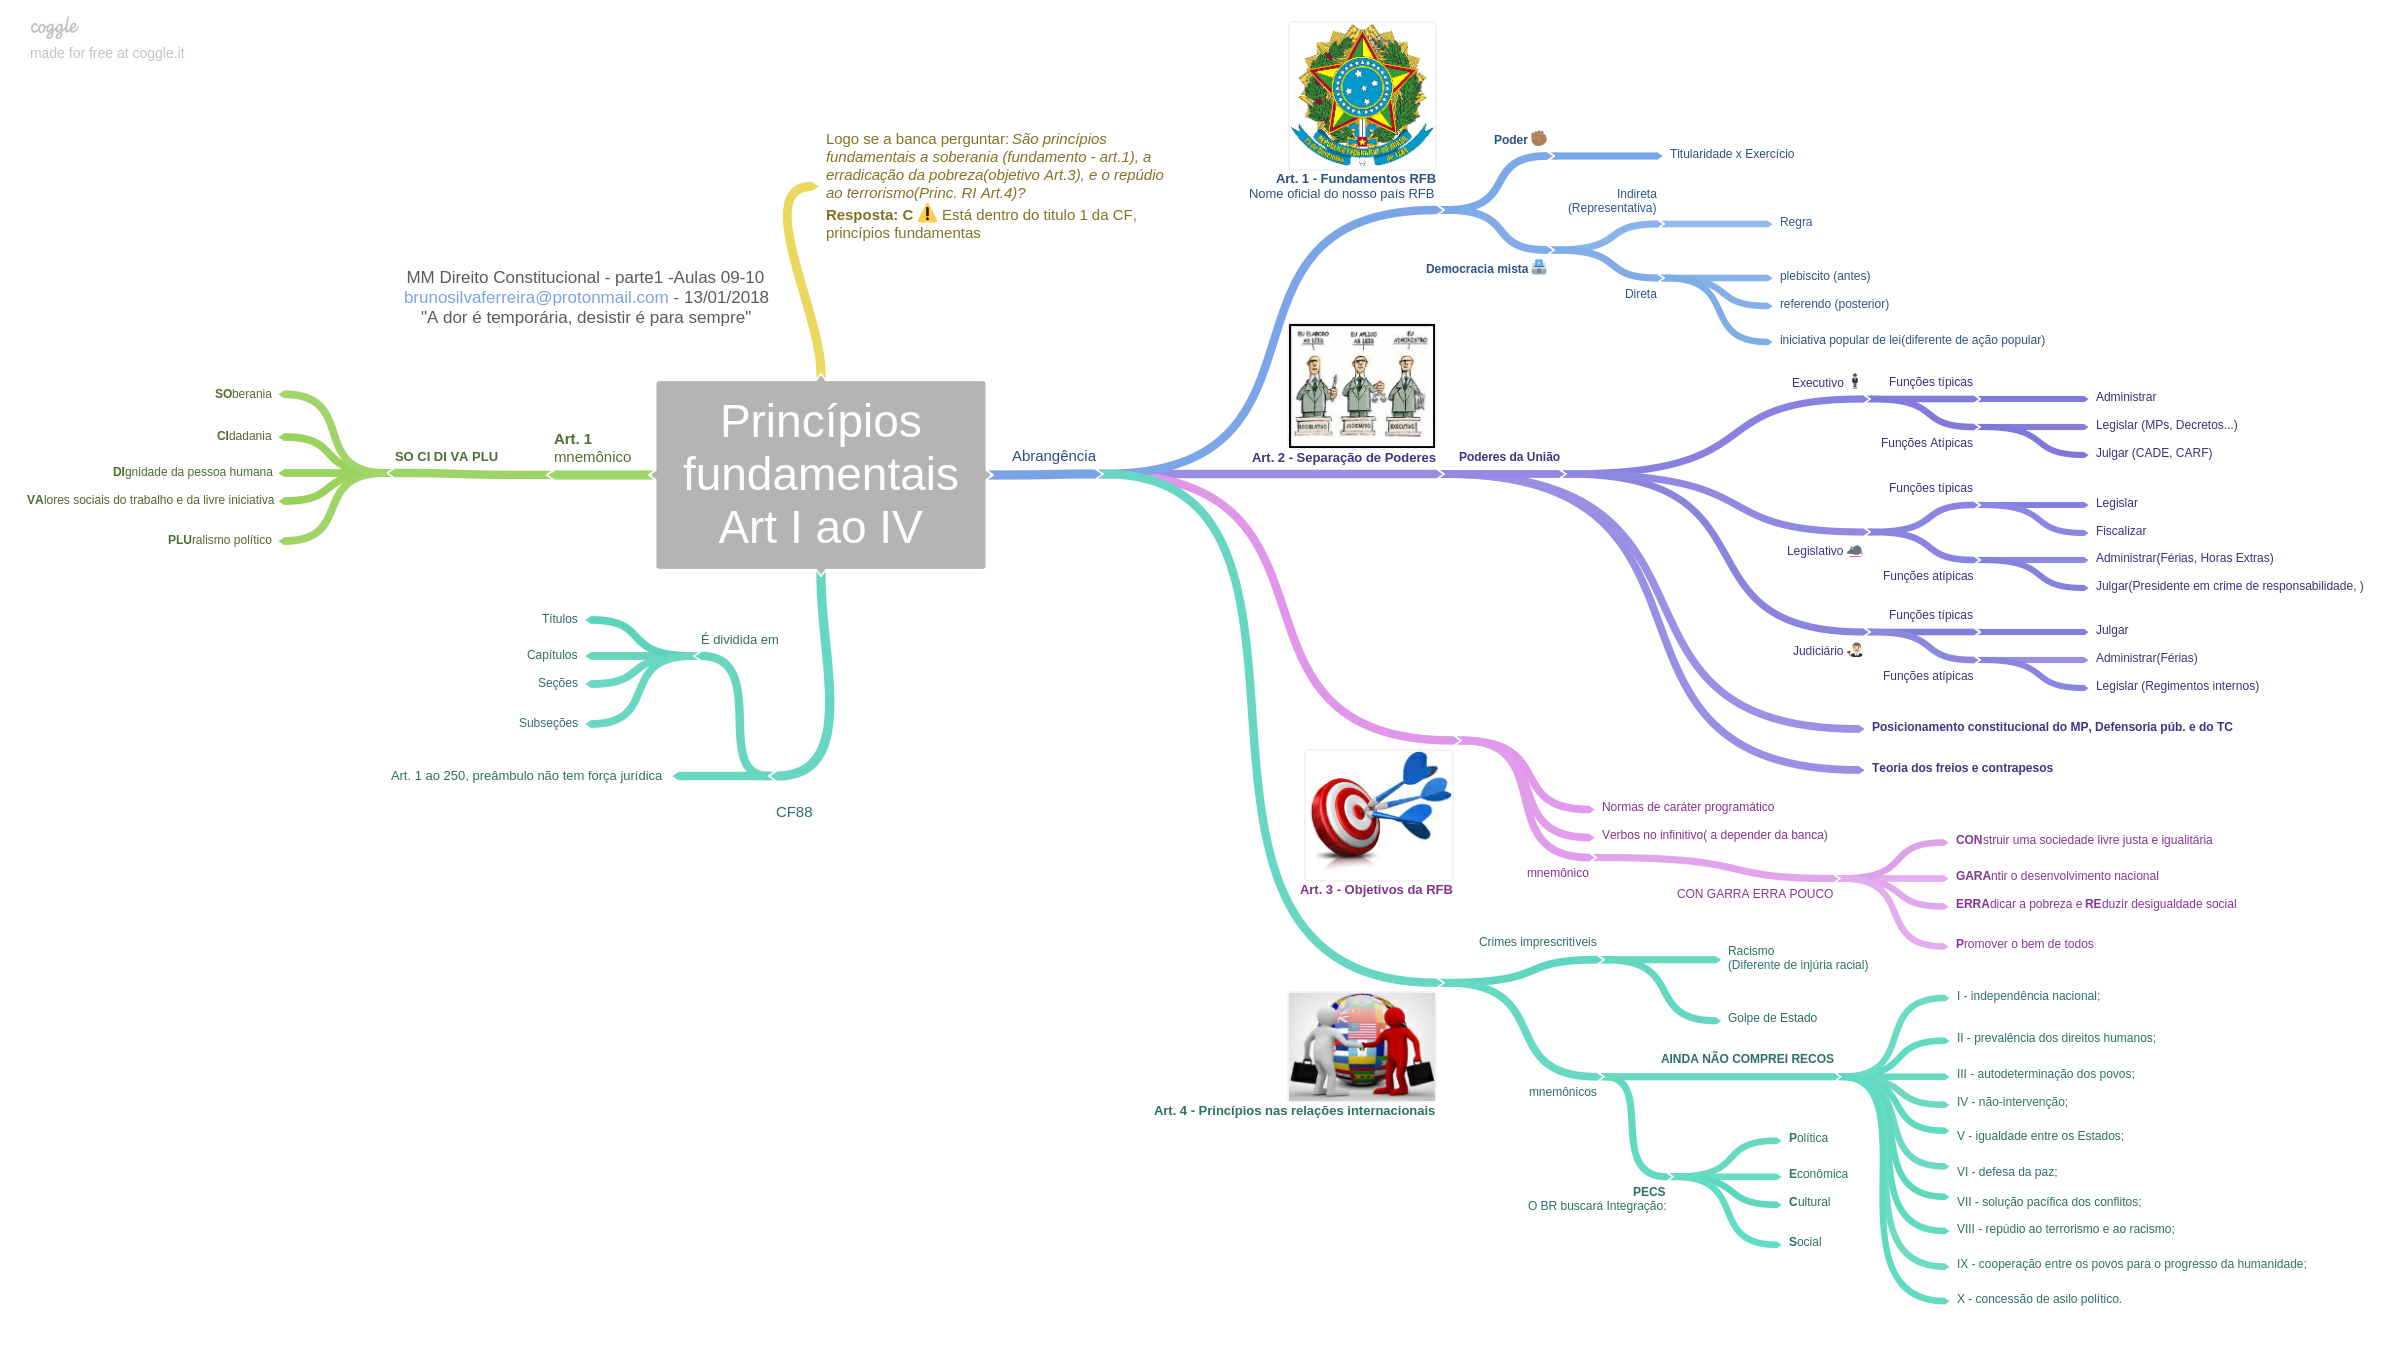 coggle
made for free at coggle.it
Logo se a banca perguntar: São princípios
fundamentais a soberania (fundamento - art.1), a
erradicação da pobreza(objetivo Art.3), e o repúdio
ao terrorismo(Princ. RI Art.4)?
Resposta: C ⚠️ Está dentro do titulo 1 da CF,
princípios fundamentas
MM Direito Constitucional - parte1 -Aulas 09-10
brunosilvaferreira@protonmail.com - 13/01/2018
"A dor é temporária, desistir é para sempre"
Princípios
fundamentais
Art I ao IV
Art. 1
mnemônico
SO CI DI VA PLU
SOberania
CIdadania
DIgnidade da pessoa humana
VAlores sociais do trabalho e da livre iniciativa
PLUralismo político
CF88
É dividida em
Títulos
Capítulos
Seções
Subseções
Art. 1 ao 250, preâmbulo não tem força jurídica
Abrangência
Art. 1 - Fundamentos RFB
Nome oficial do nosso país RFB
Poder
Titularidade x Exercício
Democracia mista
Indireta
(Representativa)
Regra
Direta
plebiscito (antes)
referendo (posterior)
iniciativa popular de lei(diferente de ação popular)
EU ELABORO
AS LEIS
EU APLICO
AS LEIS
EU
ADMINISTRO
LEGISLATIVO
JUDICIÁRIO
EXECUTIVO
Art. 2 - Separação de Poderes
Poderes da União
Executivo
Funções típicas
Administrar
Funções Atípicas
Legislar (MPs, Decretos...)
Julgar (CADE, CARF)
Legislativo
Funções típicas
Legislar
Fiscalizar
Funções atípicas
Administrar(Férias, Horas Extras)
Julgar(Presidente em crime de responsabilidade, )
Judiciário
Funções típicas
Julgar
Funções atípicas
Administrar(Férias)
Legislar (Regimentos internos)
Posicionamento constitucional do MP, Defensoria púb. e do TC
Teoria dos freios e contrapesos
Art. 3 - Objetivos da RFB
Normas de caráter programático
Verbos no infinitivo( a depender da banca)
mnemônico
CON GARRA ERRA POUCO
CONstruir uma sociedade livre justa e igualitária
GARAntir o desenvolvimento nacional
ERRAdicar a pobreza e REduzir desigualdade social
Promover o bem de todos
Art. 4 - Princípios nas relações internacionais
Crimes imprescritíveis
Racismo
(Diferente de injúria racial)
Golpe de Estado
mnemônicos
AINDA NÃO COMPREI RECOS
I - independência nacional;
II - prevalência dos direitos humanos;
III - autodeterminação dos povos;
IV - não-intervenção;
V - igualdade entre os Estados;
VI - defesa da paz;
VII - solução pacífica dos conflitos;
VIII - repúdio ao terrorismo e ao racismo;
IX - cooperação entre os povos para o progresso da humanidade;
X - concessão de asilo político.
PECS
O BR buscará Integração:
Política
Econômica
Cultural
Social